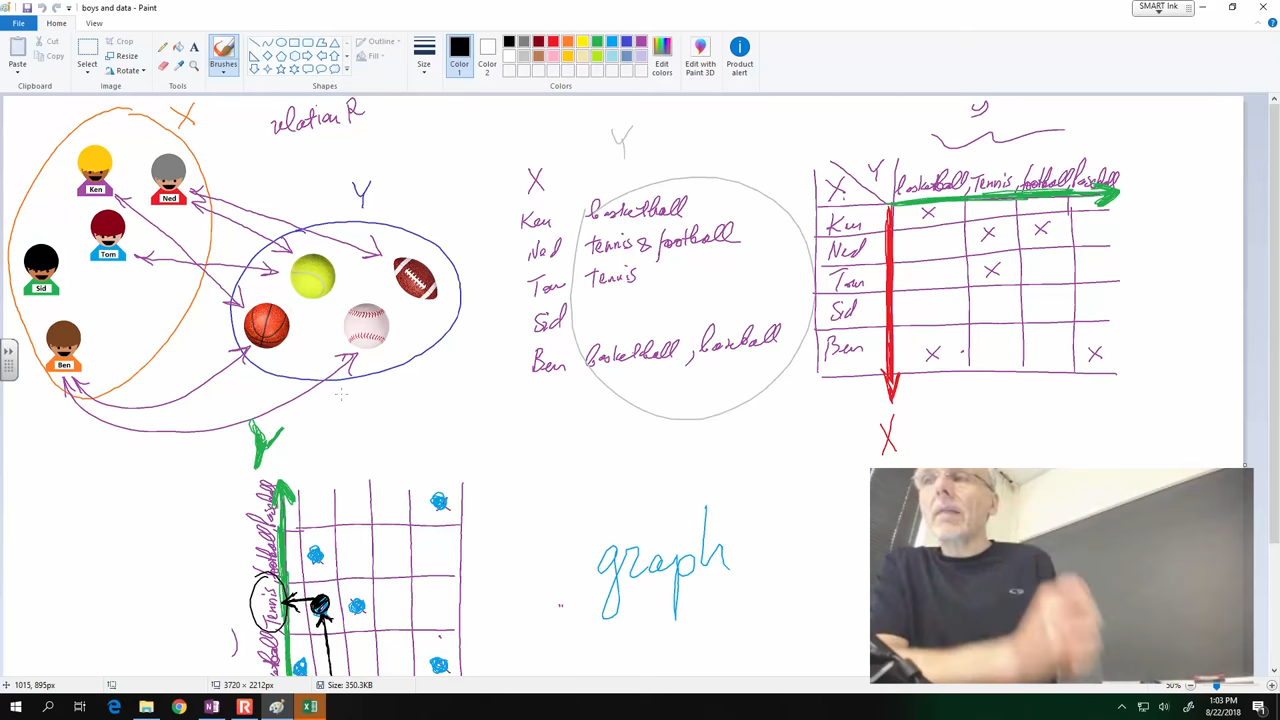 boys and data - Paint
SMART Ink
File Home View
Paste
Cut
Copy
Clipboard
Select
Crop
Resize
Rotate
Image
Tools
Brushes
Shapes
Outline
Fill
Size
Color 1
Color 2
Colors
Edit colors
Edit with Paint 3D
Product alert
X
relation R
Ken
Ned
Tom
Sid
Ben
Y
Y
X
Ken basketball
Ned tennis & football
Tom tennis
Sid
Ben basketball, baseball
y
X Y basketball, Tennis, football, baseball
Ken X
Ned X X
Tom X
Sid
Ben X X
X
Y
Tennis, football, baseball
graph
1015, 895px
3720 × 2212px
Size: 350.3KB
50%
1:03 PM
8/22/2018